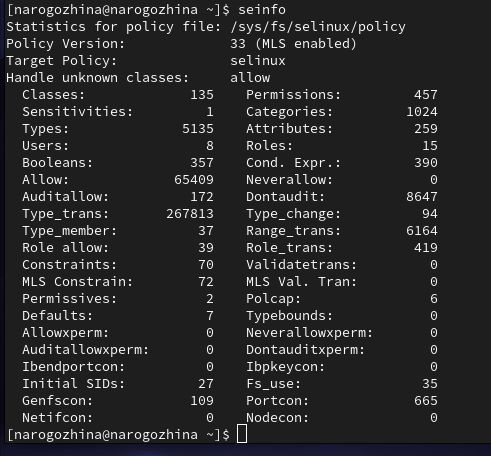 [narogozhina@narogozhina ~]$ seinfo
Statistics for policy file: /sys/fs/selinux/policy
Policy Version:             33 (MLS enabled)
Target Policy:              selinux
Handle unknown classes:     allow
  Classes:             135    Permissions:         457
  Sensitivities:         1    Categories:         1024
  Types:              5135    Attributes:          259
  Users:                 8    Roles:                15
  Booleans:            357    Cond. Expr.:         390
  Allow:             65409    Neverallow:            0
  Auditallow:          172    Dontaudit:          8647
  Type_trans:       267813    Type_change:          94
  Type_member:          37    Range_trans:        6164
  Role allow:           39    Role_trans:          419
  Constraints:          70    Validatetrans:         0
  MLS Constrain:        72    MLS Val. Tran:         0
  Permissives:           2    Polcap:                6
  Defaults:              7    Typebounds:            0
  Allowxperm:            0    Neverallowxperm:       0
  Auditallowxperm:       0    Dontauditxperm:        0
  Ibendportcon:          0    Ibpkeycon:             0
  Initial SIDs:         27    Fs_use:               35
  Genfscon:            109    Portcon:             665
  Netifcon:              0    Nodecon:               0
[narogozhina@narogozhina ~]$